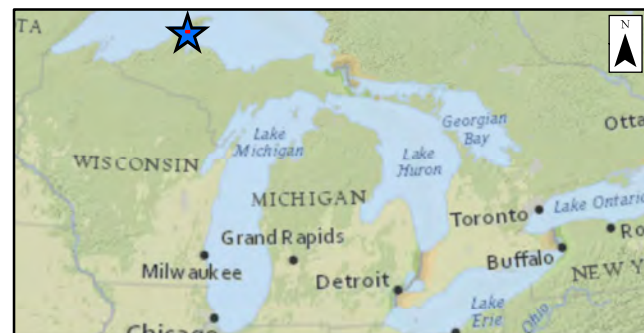 TA
N
Georgian
Bay
Otta
Lake
Michigan
WISCONSIN
Lake
Huron
MICHIGAN
Toronto
Lake Ontario
Grand Rapids
Ro
Milwaukee
Buffalo
NEW Y
Detroit
Lake
Erie
Ohio
Chicago